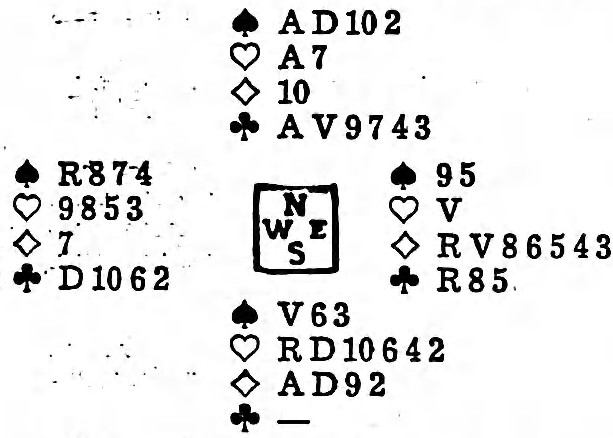 ♠ A D 10 2
♡ A 7
♢ 10
♣ A V 9 7 4 3
♠ R 8 7 4
♡ 9 8 5 3
♢ 7
♣ D 10 6 2
N
W E
S
♠ 9 5
♡ V
♢ R V 8 6 5 4 3
♣ R 8 5
♠ V 6 3
♡ R D 10 6 4 2
♢ A D 9 2
♣ —